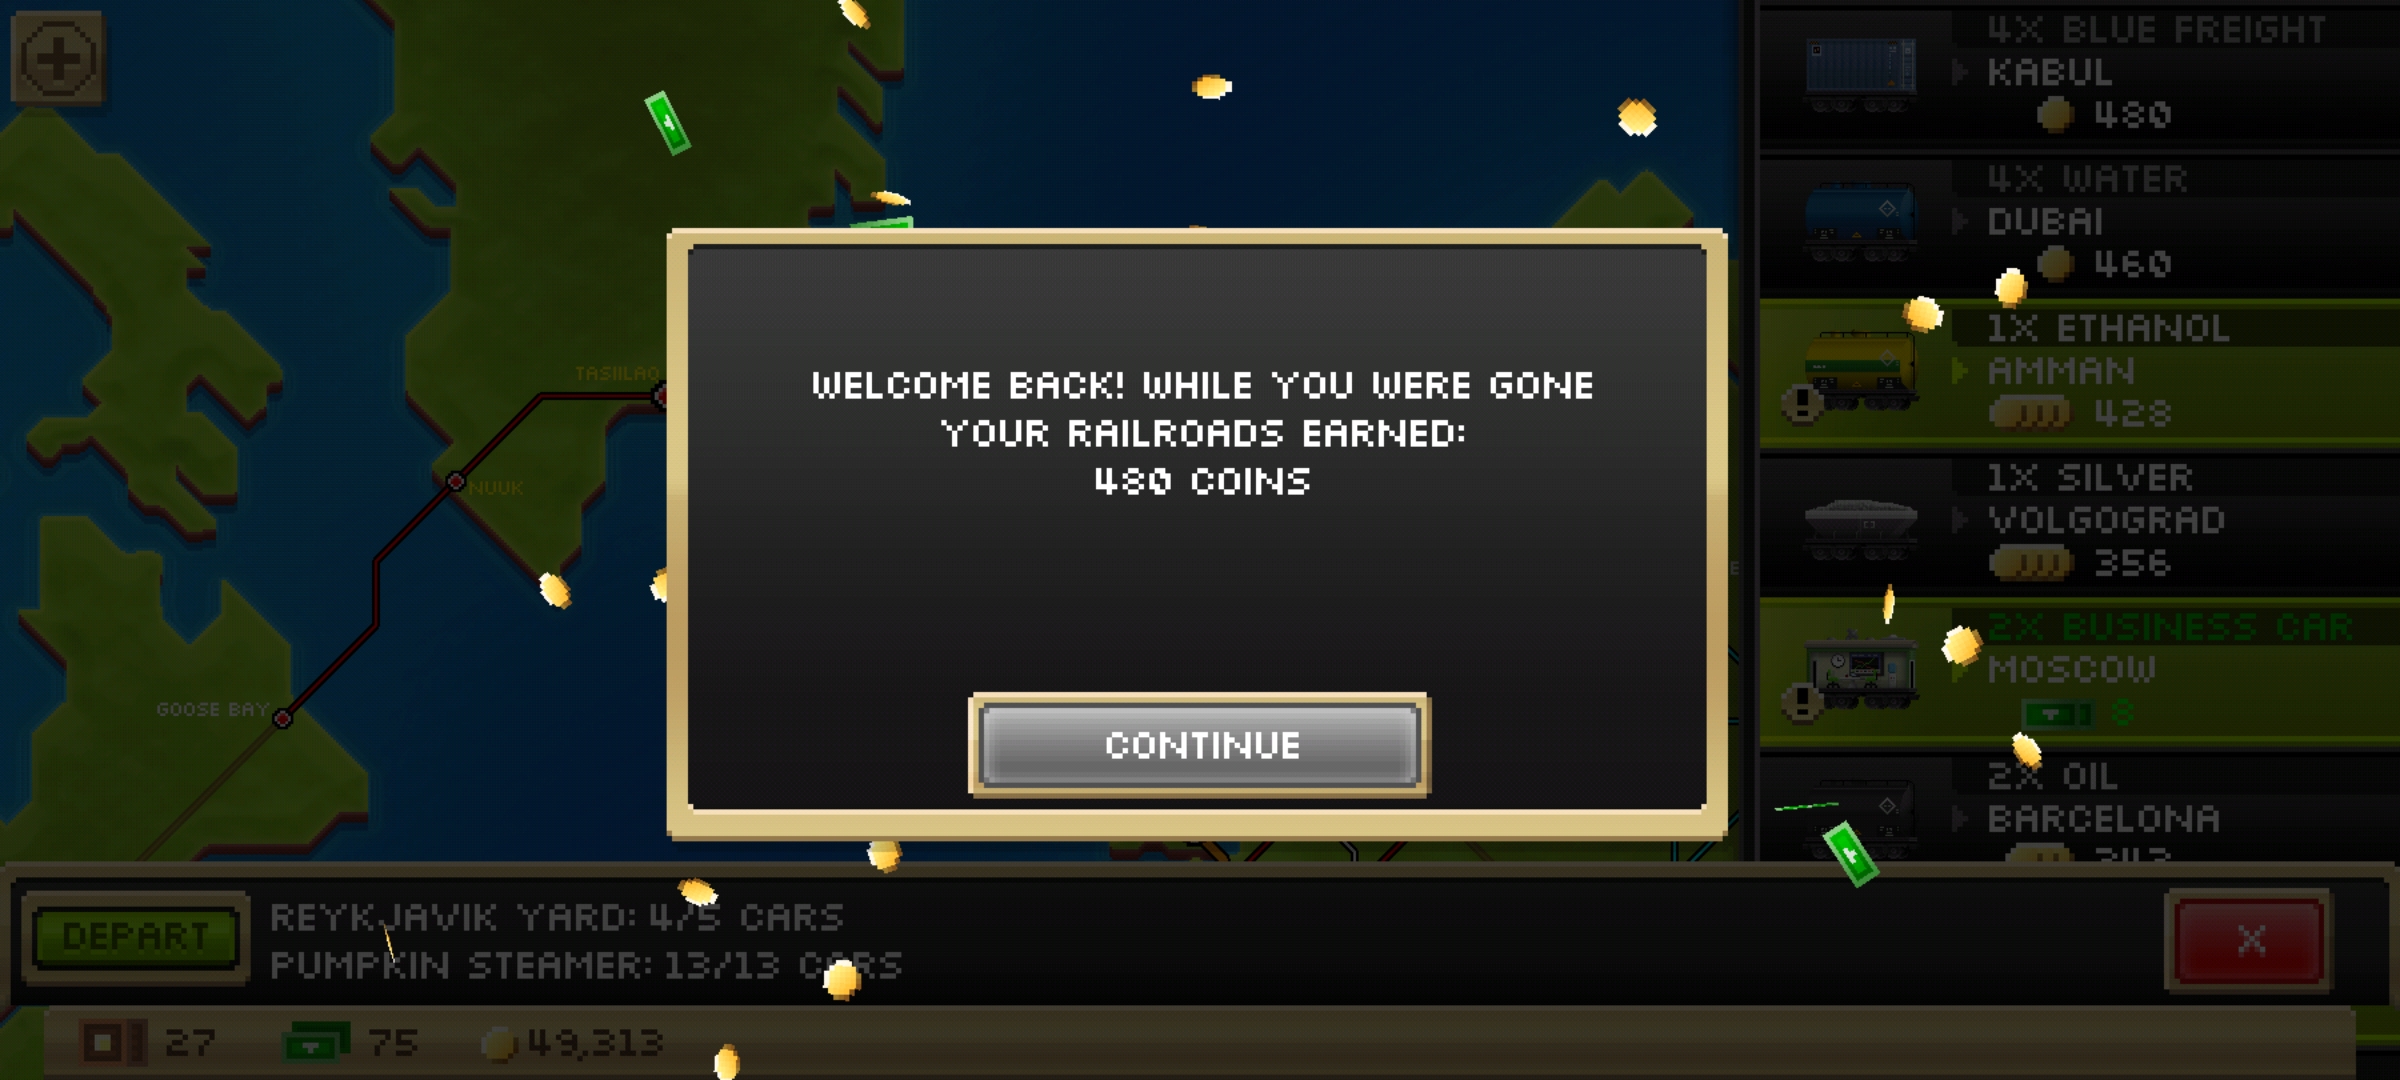 4X BLUE FREIGHT
KABUL
480
4X WATER
DUBAI
460
1X ETHANOL
AMMAN
428
1X SILVER
VOLGOGRAD
356
2X BUSINESS CAR
MOSCOW
8
2X OIL
BARCELONA
TASIILAQ
NUUK
GOOSE BAY
WELCOME BACK! WHILE YOU WERE GONE
YOUR RAILROADS EARNED:
480 COINS
CONTINUE
DEPART
REYKJAVIK YARD: 4/5 CARS
PUMPKIN STEAMER: 13/13 CARS
X
27
75
49,313